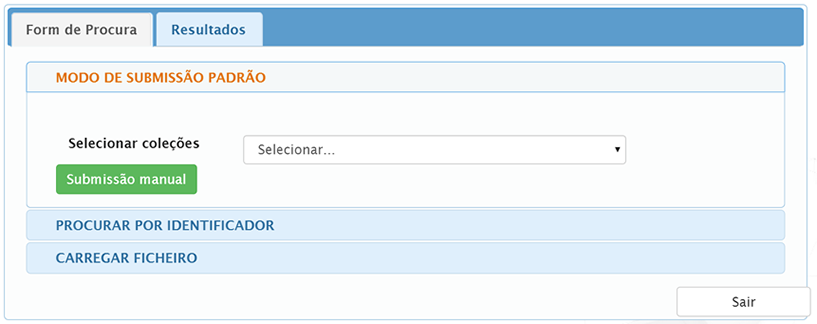 Form de Procura
Resultados
MODO DE SUBMISSÃO PADRÃO
Selecionar coleções
Selecionar...
Submissão manual
PROCURAR POR IDENTIFICADOR
CARREGAR FICHEIRO
Sair